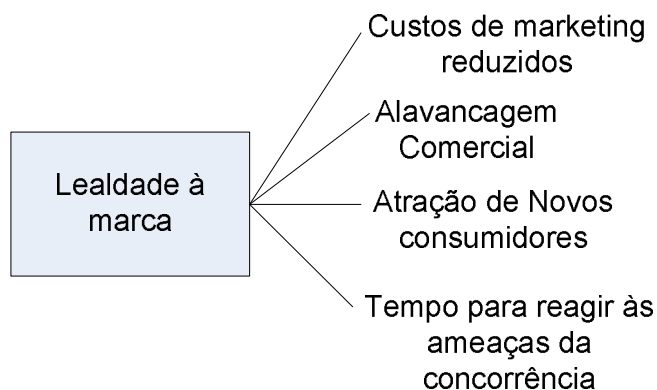 Custos de marketing
reduzidos
Alavancagem
Comercial
Lealdade à
marca
Atração de Novos
consumidores
Tempo para reagir às
ameaças da
concorrência